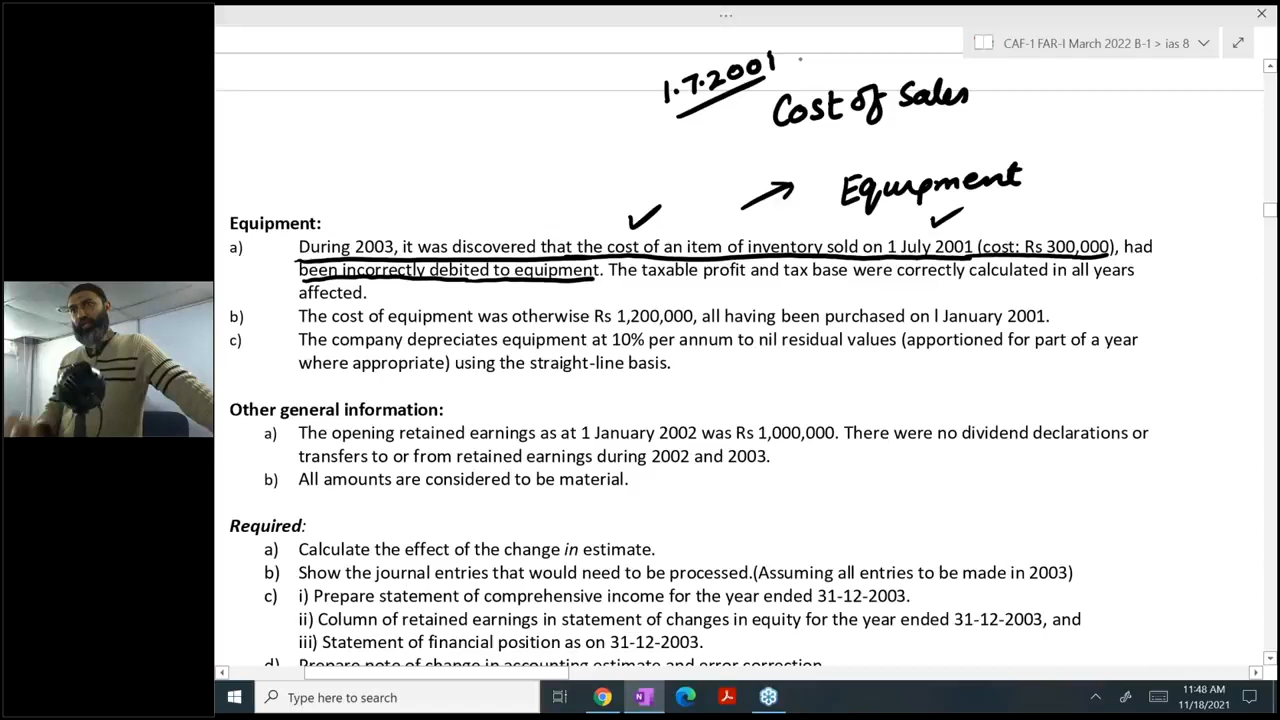 CAF-1 FAR-I March 2022 B-1 > ias 8
1.7.2001
Cost of Sales
Equipment
Equipment:
a) During 2003, it was discovered that the cost of an item of inventory sold on 1 July 2001 (cost: Rs 300,000), had
been incorrectly debited to equipment. The taxable profit and tax base were correctly calculated in all years
affected.
b) The cost of equipment was otherwise Rs 1,200,000, all having been purchased on l January 2001.
c) The company depreciates equipment at 10% per annum to nil residual values (apportioned for part of a year
where appropriate) using the straight-line basis.
Other general information:
a) The opening retained earnings as at 1 January 2002 was Rs 1,000,000. There were no dividend declarations or
transfers to or from retained earnings during 2002 and 2003.
b) All amounts are considered to be material.
Required:
a) Calculate the effect of the change in estimate.
b) Show the journal entries that would need to be processed.(Assuming all entries to be made in 2003)
c) i) Prepare statement of comprehensive income for the year ended 31-12-2003.
ii) Column of retained earnings in statement of changes in equity for the year ended 31-12-2003, and
iii) Statement of financial position as on 31-12-2003.
d) Prepare note of change in accounting estimate and error correction
Type here to search
11:48 AM
11/18/2021